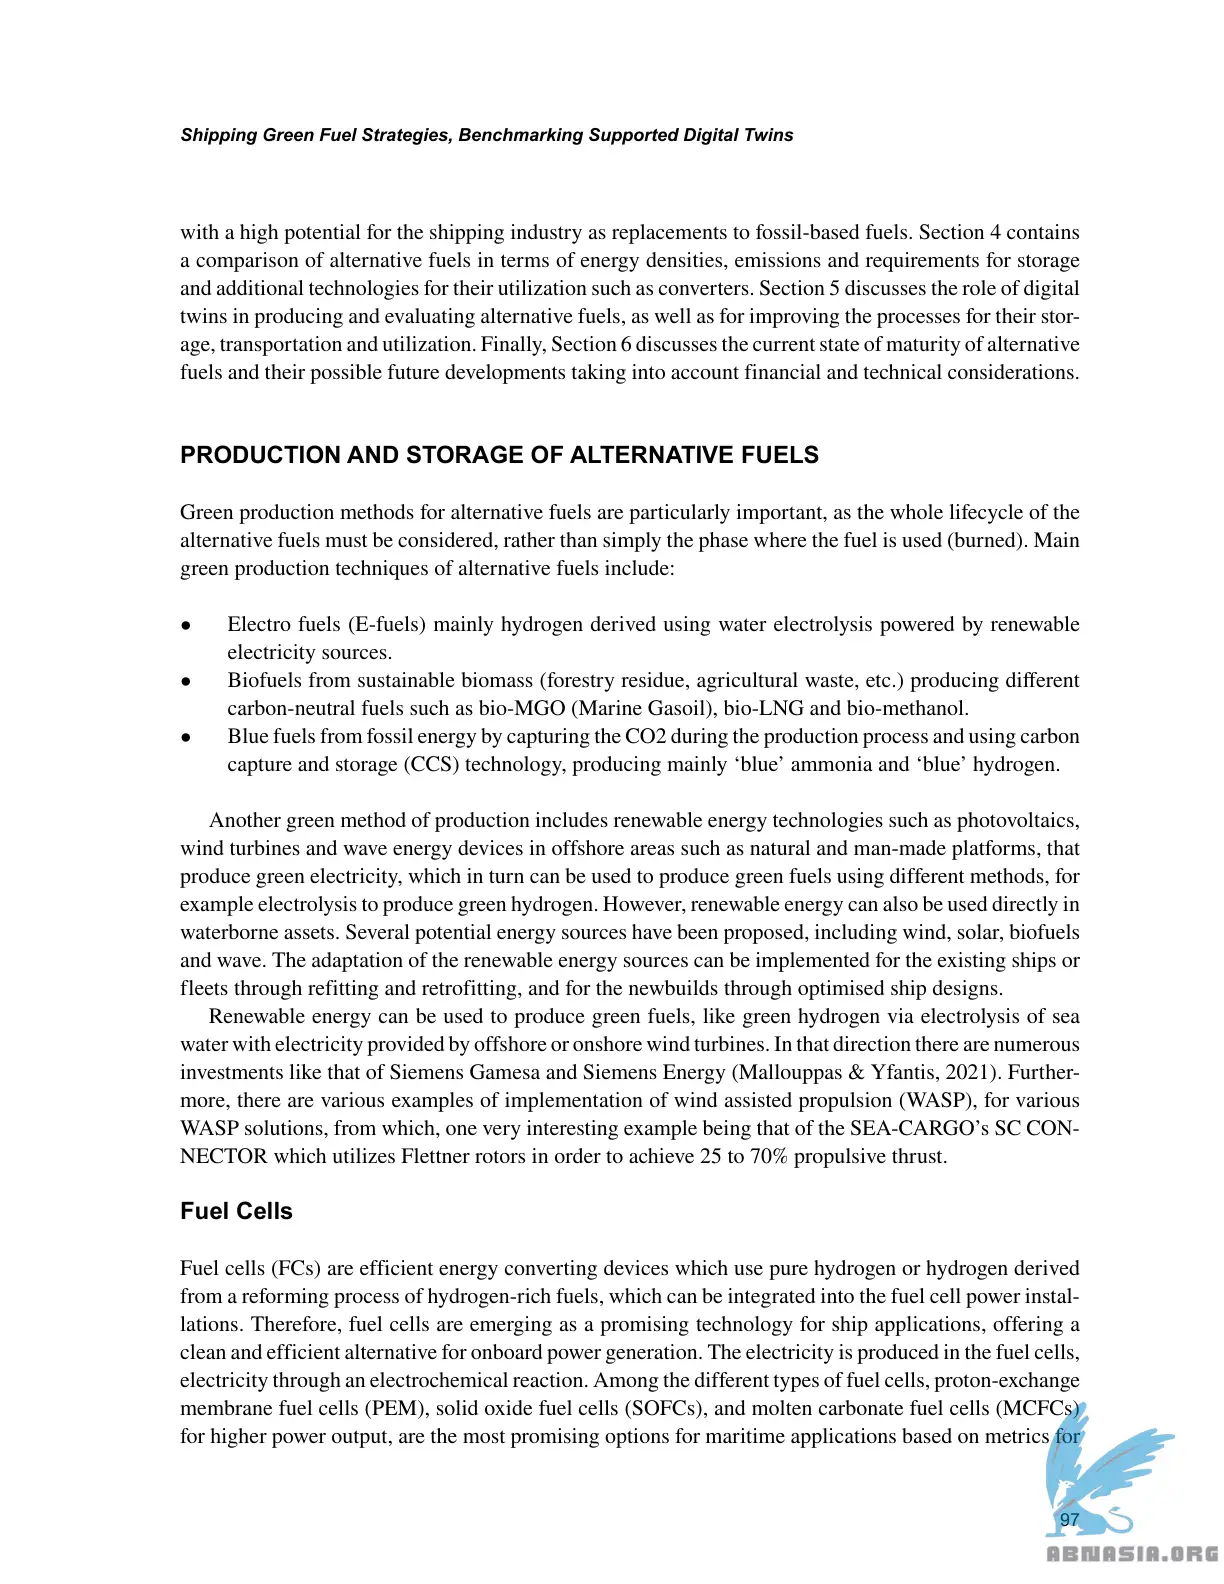 Shipping Green Fuel Strategies, Benchmarking Supported Digital Twins
with a high potential for the shipping industry as replacements to fossil-based fuels. Section 4 contains
a comparison of alternative fuels in terms of energy densities, emissions and requirements for storage
and additional technologies for their utilization such as converters. Section 5 discusses the role of digital
twins in producing and evaluating alternative fuels, as well as for improving the processes for their stor-
age, transportation and utilization. Finally, Section 6 discusses the current state of maturity of alternative
fuels and their possible future developments taking into account financial and technical considerations.
PRODUCTION AND STORAGE OF ALTERNATIVE FUELS
Green production methods for alternative fuels are particularly important, as the whole lifecycle of the
alternative fuels must be considered, rather than simply the phase where the fuel is used (burned). Main
green production techniques of alternative fuels include:
● Electro fuels (E-fuels) mainly hydrogen derived using water electrolysis powered by renewable
electricity sources.
● Biofuels from sustainable biomass (forestry residue, agricultural waste, etc.) producing different
carbon-neutral fuels such as bio-MGO (Marine Gasoil), bio-LNG and bio-methanol.
● Blue fuels from fossil energy by capturing the CO2 during the production process and using carbon
capture and storage (CCS) technology, producing mainly ‘blue’ ammonia and ‘blue’ hydrogen.
Another green method of production includes renewable energy technologies such as photovoltaics,
wind turbines and wave energy devices in offshore areas such as natural and man-made platforms, that
produce green electricity, which in turn can be used to produce green fuels using different methods, for
example electrolysis to produce green hydrogen. However, renewable energy can also be used directly in
waterborne assets. Several potential energy sources have been proposed, including wind, solar, biofuels
and wave. The adaptation of the renewable energy sources can be implemented for the existing ships or
fleets through refitting and retrofitting, and for the newbuilds through optimised ship designs.
Renewable energy can be used to produce green fuels, like green hydrogen via electrolysis of sea
water with electricity provided by offshore or onshore wind turbines. In that direction there are numerous
investments like that of Siemens Gamesa and Siemens Energy (Mallouppas & Yfantis, 2021). Further-
more, there are various examples of implementation of wind assisted propulsion (WASP), for various
WASP solutions, from which, one very interesting example being that of the SEA-CARGO’s SC CON-
NECTOR which utilizes Flettner rotors in order to achieve 25 to 70% propulsive thrust.
Fuel Cells
Fuel cells (FCs) are efficient energy converting devices which use pure hydrogen or hydrogen derived
from a reforming process of hydrogen-rich fuels, which can be integrated into the fuel cell power instal-
lations. Therefore, fuel cells are emerging as a promising technology for ship applications, offering a
clean and efficient alternative for onboard power generation. The electricity is produced in the fuel cells,
electricity through an electrochemical reaction. Among the different types of fuel cells, proton-exchange
membrane fuel cells (PEM), solid oxide fuel cells (SOFCs), and molten carbonate fuel cells (MCFCs)
for higher power output, are the most promising options for maritime applications based on metrics for
97
ABNASIA.ORG